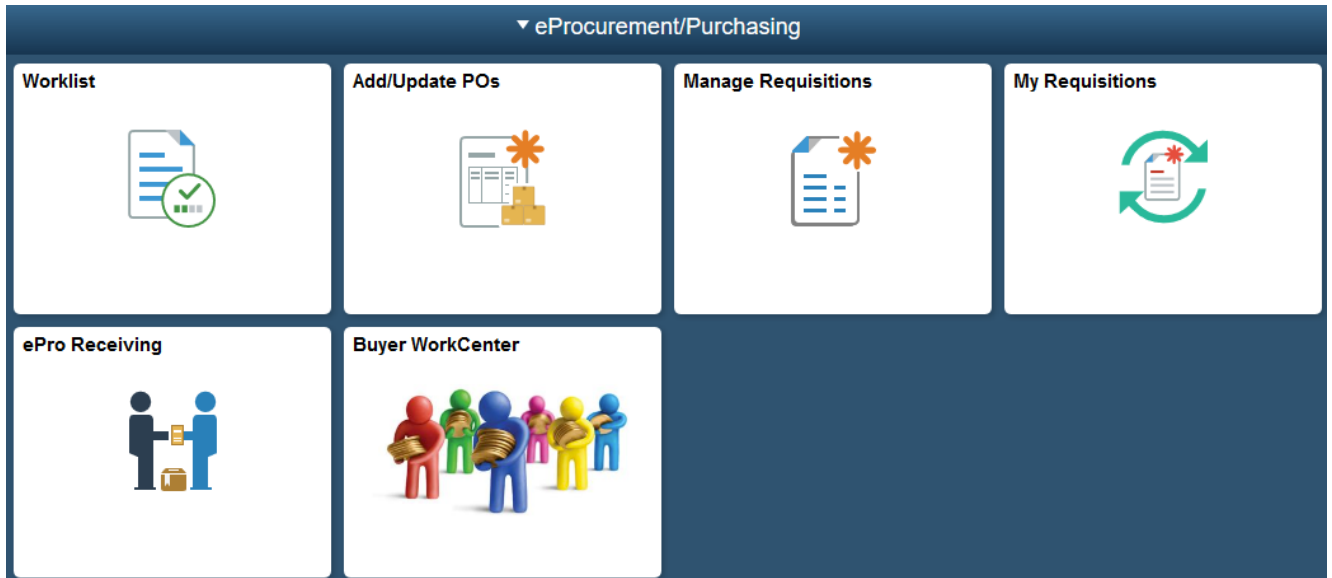 eProcurement/Purchasing
Worklist
Add/Update POs
Manage Requisitions
My Requisitions
ePro Receiving
Buyer WorkCenter